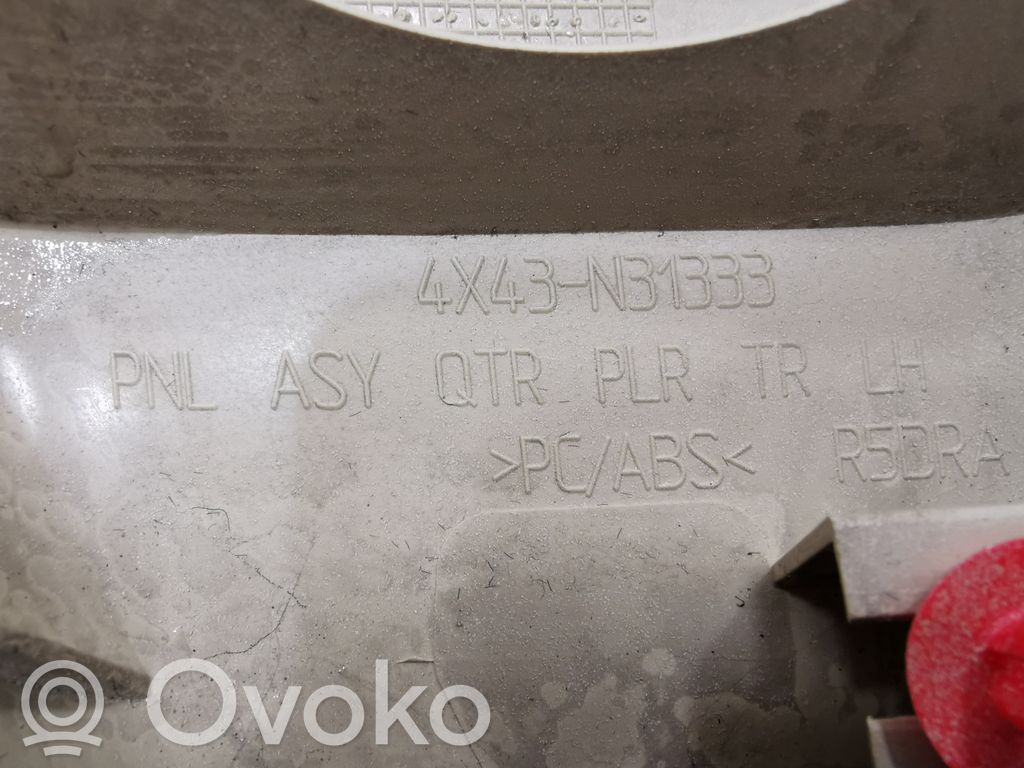 4X43-N31333
PNL ASY QTR PLR TR LH
>PC/ABS< R5DRA
Ovoko